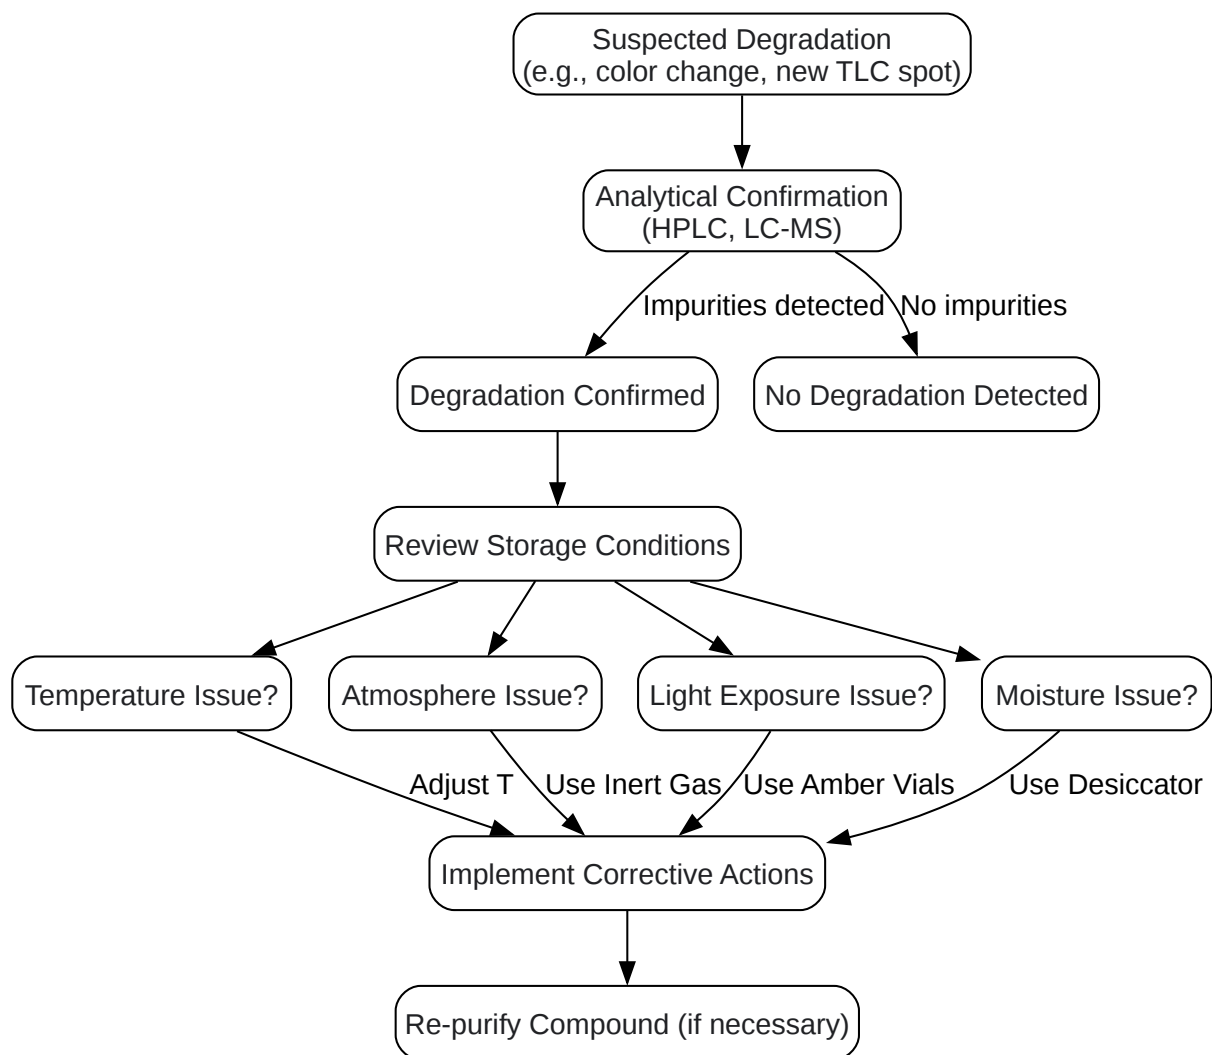 Suspected Degradation
(e.g., color change, new TLC spot)
Analytical Confirmation
(HPLC, LC-MS)
Impurities detected
No impurities
Degradation Confirmed
No Degradation Detected
Review Storage Conditions
Temperature Issue?
Atmosphere Issue?
Light Exposure Issue?
Moisture Issue?
Adjust T
Use Inert Gas
Use Amber Vials
Use Desiccator
Implement Corrective Actions
Re-purify Compound (if necessary)